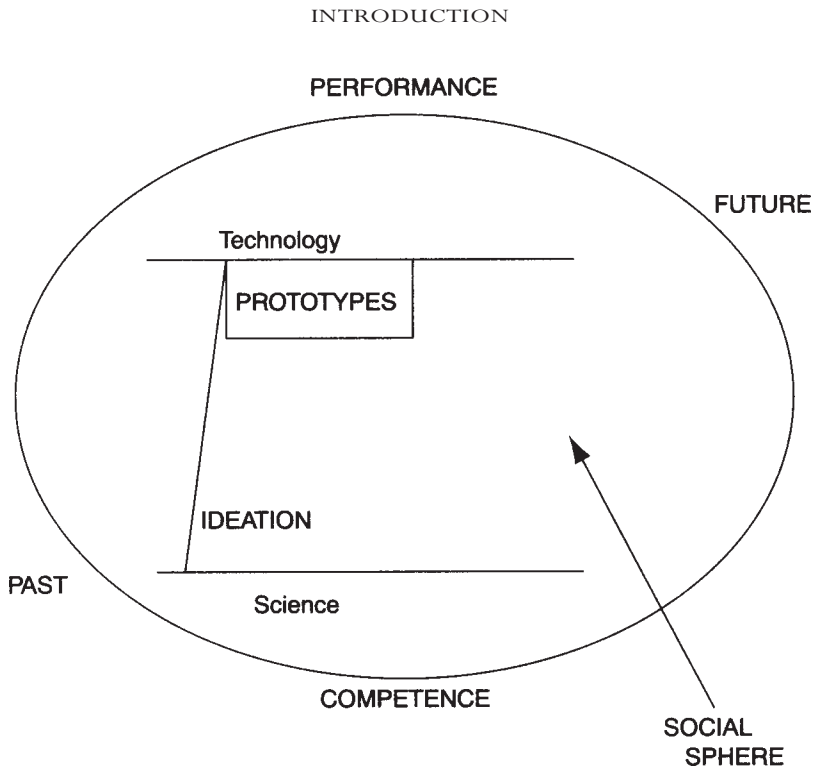 INTRODUCTION
PERFORMANCE
FUTURE
Technology
PROTOTYPES
IDEATION
PAST
Science
COMPETENCE
SOCIAL
SPHERE